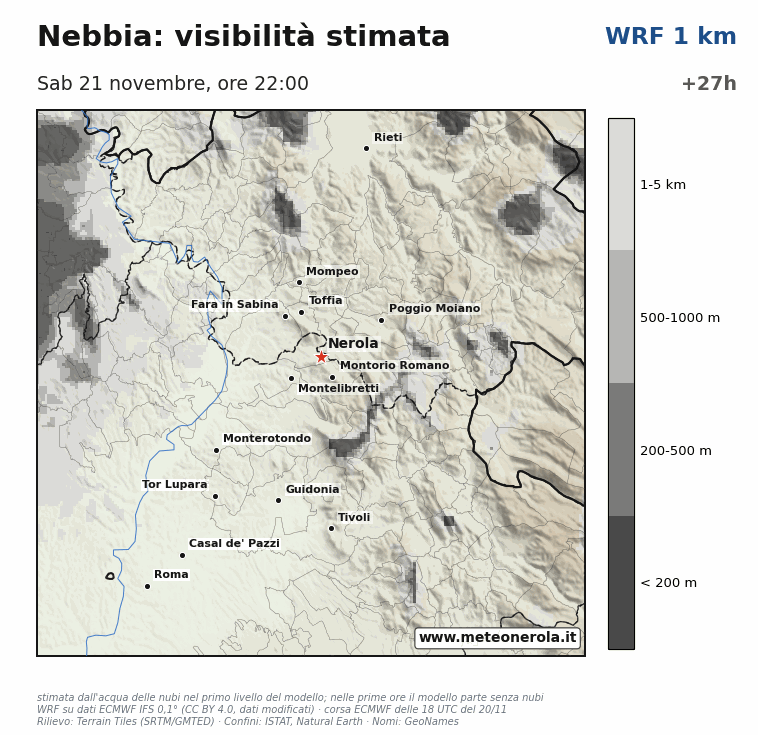 Nebbia: visibilità stimata
WRF 1 km
Sab 21 novembre, ore 22:00
+27h
Rieti
1-5 km
Mompeo
Toffia
Fara in Sabina
Poggio Moiano
500-1000 m
Nerola
Montorio Romano
Montelibretti
Monterotondo
200-500 m
Tor Lupara
Guidonia
Tivoli
Casal de' Pazzi
Roma
< 200 m
www.meteonerola.it
stimata dall'acqua delle nubi nel primo livello del modello; nelle prime ore il modello parte senza nubi
WRF su dati ECMWF IFS 0,1° (CC BY 4.0, dati modificati) · corsa ECMWF delle 18 UTC del 20/11
Rilievo: Terrain Tiles (SRTM/GMTED) · Confini: ISTAT, Natural Earth · Nomi: GeoNames